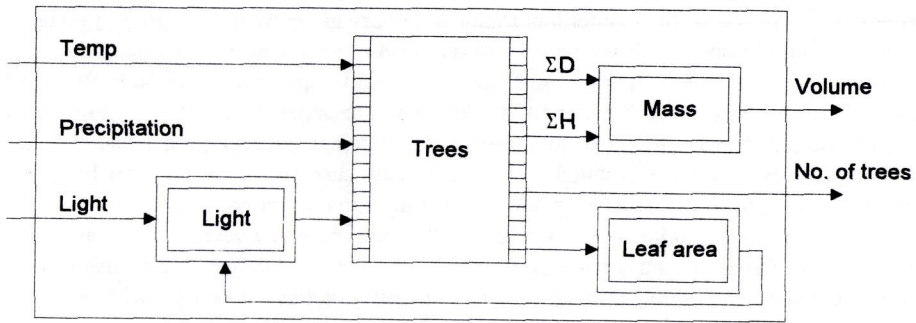 Temp
ΣD
Volume
Mass
Precipitation
ΣH
Trees
No. of trees
Light
Light
Leaf area